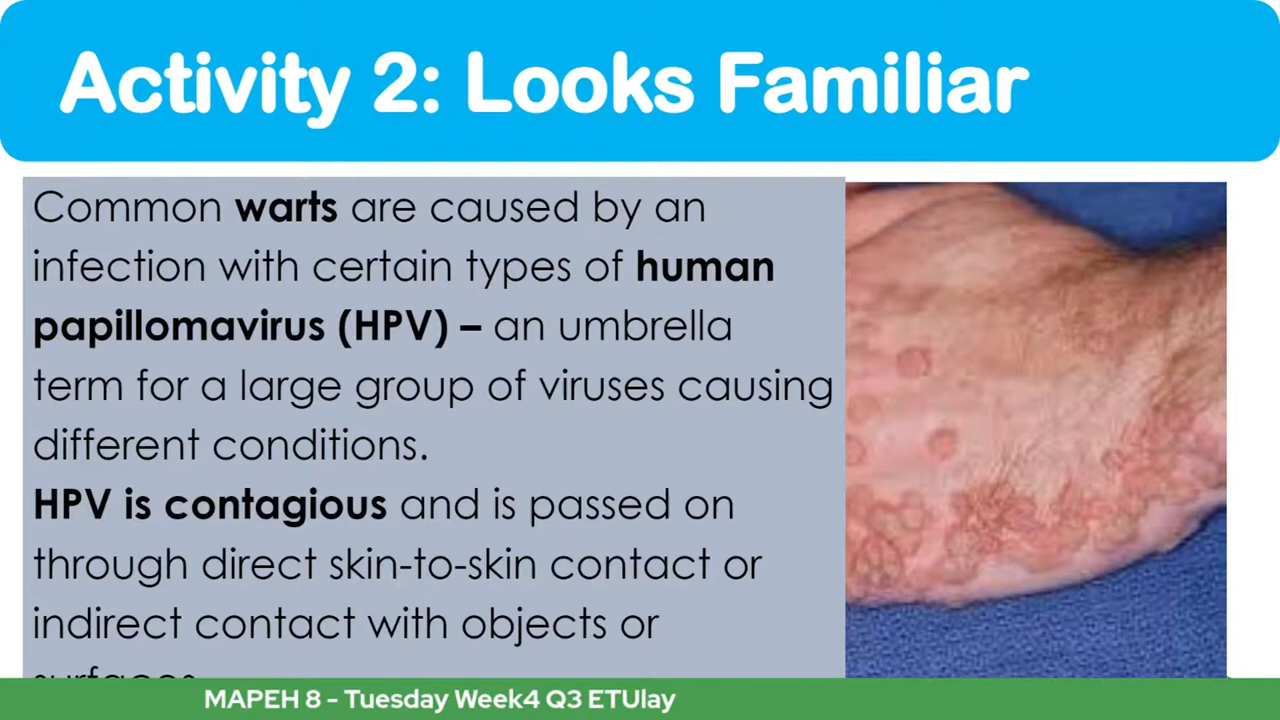 Activity 2: Looks Familiar
Common warts are caused by an
infection with certain types of human
papillomavirus (HPV) – an umbrella
term for a large group of viruses causing
different conditions.
HPV is contagious and is passed on
through direct skin-to-skin contact or
indirect contact with objects or
surfaces
MAPEH 8 - Tuesday Week4 Q3 ETUlay